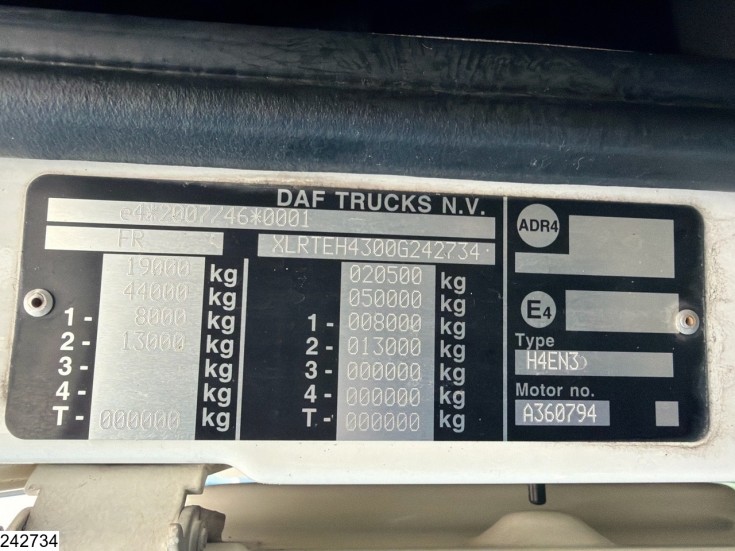 DAF TRUCKS N.V.
e4*2007/46*0001
FR XLRTEH4300G242734
19000 kg 020500 kg
44000 kg 050000 kg
1- 8000 kg 1- 008000 kg
2- 13000 kg 2- 013000 kg
3- kg 3- 000000 kg
4- kg 4- 000000 kg
T- 000000 kg T- 000000 kg
ADR4
E4
Type
H4EN3
Motor no.
A360794
242734